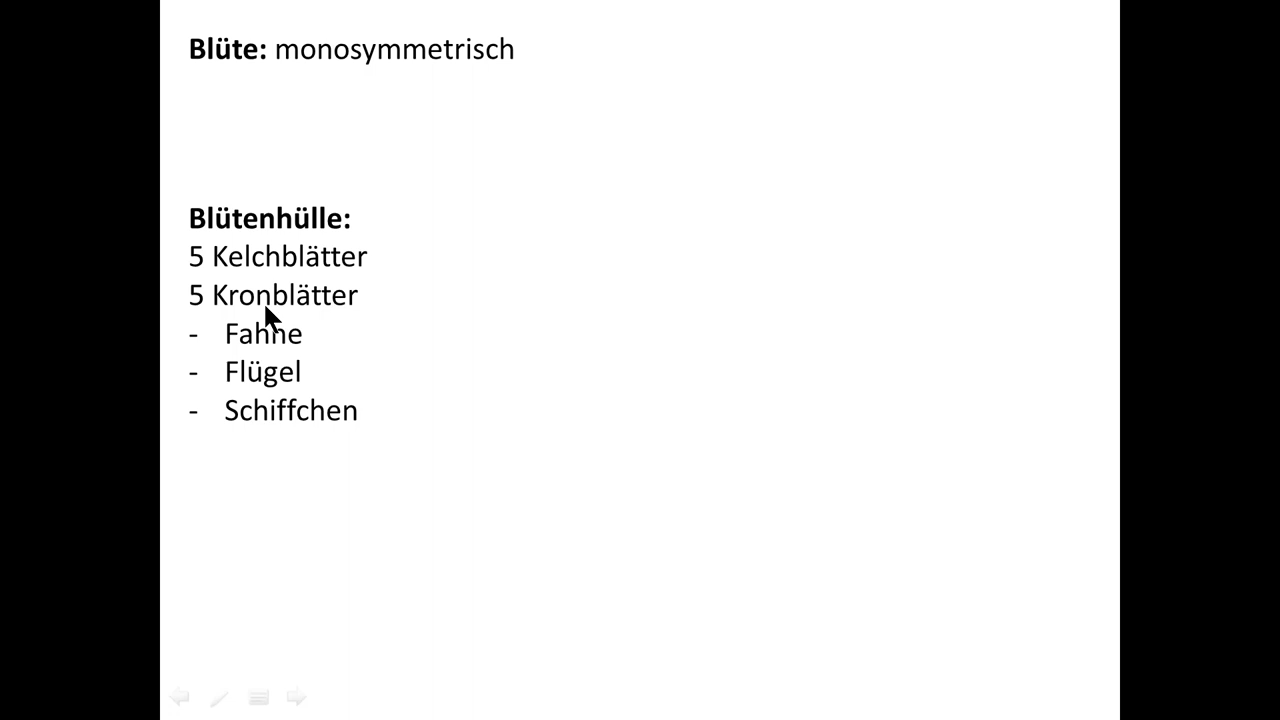 Blüte: monosymmetrisch
Blütenhülle:
5 Kelchblätter
5 Kronblätter
- Fahne
- Flügel
- Schiffchen